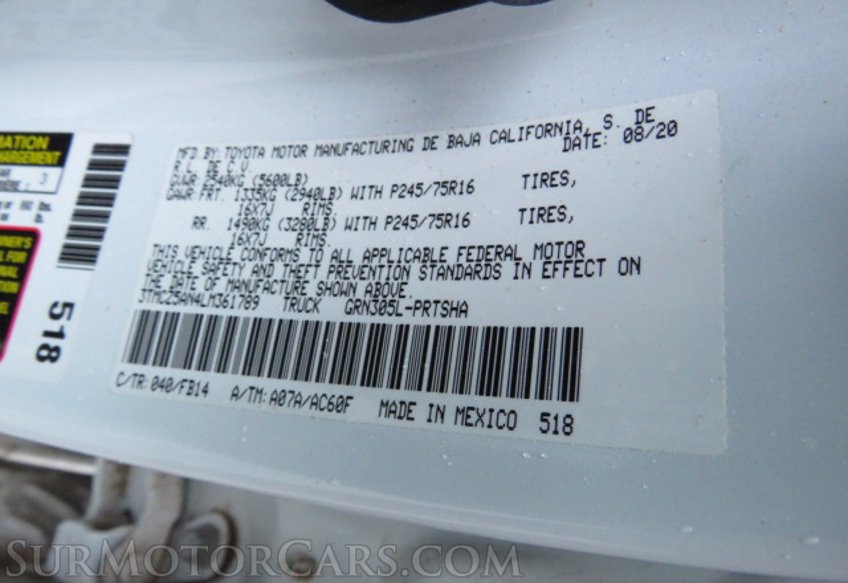 MFD.BY: TOYOTA MOTOR MANUFACTURING DE BAJA CALIFORNIA, S. DE
R.L. DE C.V. DATE: 08/20
GVWR: 2540KG (5600LB)
GAWR: FRT. 1335KG (2940LB) WITH P245/75R16 TIRES,
16X7J RIMS.
RR. 1490KG (3280LB) WITH P245/75R16 TIRES,
16X7J RIMS.
THIS VEHICLE CONFORMS TO ALL APPLICABLE FEDERAL MOTOR
VEHICLE SAFETY AND THEFT PREVENTION STANDARDS IN EFFECT ON
THE DATE OF MANUFACTURE SHOWN ABOVE.
3TMCZ5AN4LM361789 TRUCK GRN305L-PRTSHA
C/TR: 040/FB14 A/TM: A07A/AC60F MADE IN MEXICO 518
518
3
SURMOTORCARS.COM